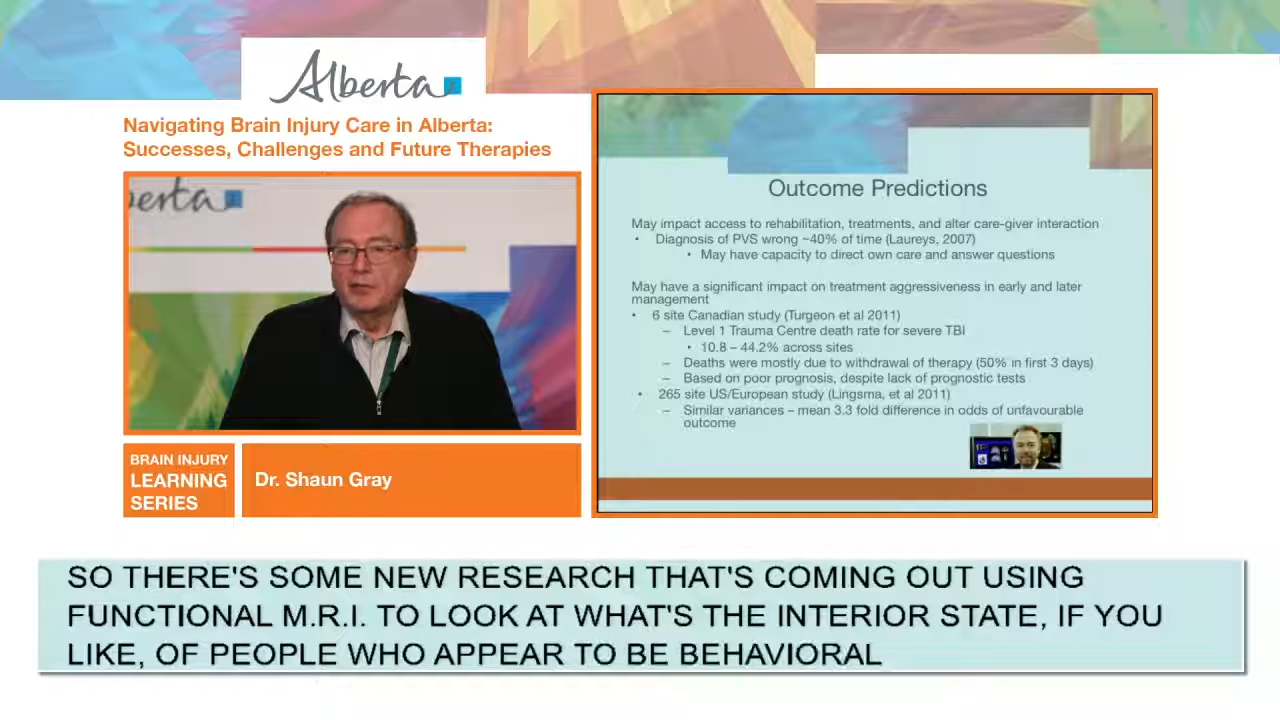 Alberta
Navigating Brain Injury Care in Alberta:
Successes, Challenges and Future Therapies
berta
BRAIN INJURY
LEARNING
SERIES
Dr. Shaun Gray
Outcome Predictions
May impact access to rehabilitation, treatments, and alter care-giver interaction
• Diagnosis of PVS wrong ~40% of time (Laureys, 2007)
• May have capacity to direct own care and answer questions
May have a significant impact on treatment aggressiveness in early and later
management
• 6 site Canadian study (Turgeon et al 2011)
– Level 1 Trauma Centre death rate for severe TBI
• 10.8 – 44.2% across sites
– Deaths were mostly due to withdrawal of therapy (50% in first 3 days)
– Based on poor prognosis, despite lack of prognostic tests
• 265 site US/European study (Lingsma, et al 2011)
– Similar variances – mean 3.3 fold difference in odds of unfavourable
outcome
SO THERE'S SOME NEW RESEARCH THAT'S COMING OUT USING
FUNCTIONAL M.R.I. TO LOOK AT WHAT'S THE INTERIOR STATE, IF YOU
LIKE, OF PEOPLE WHO APPEAR TO BE BEHAVIORAL